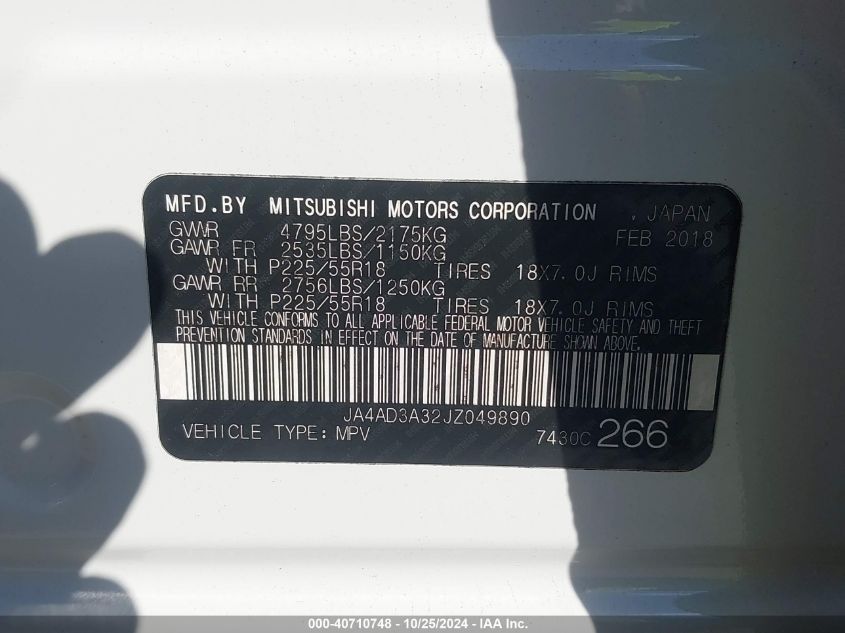 MFD.BY MITSUBISHI MOTORS CORPORATION , JAPAN
GVWR 4795LBS/2175KG FEB 2018
GAWR FR 2535LBS/1150KG
WITH P225/55R18 TIRES 18X7.0J RIMS
GAWR RR 2756LBS/1250KG
WITH P225/55R18 TIRES 18X7.0J RIMS
THIS VEHICLE CONFORMS TO ALL APPLICABLE FEDERAL MOTOR VEHICLE SAFETY AND THEFT
PREVENTION STANDARDS IN EFFECT ON THE DATE OF MANUFACTURE SHOWN ABOVE.
JA4AD3A32JZ049890
VEHICLE TYPE: MPV 7430C 266
000-40710748 - 10/25/2024 - IAA, Inc.